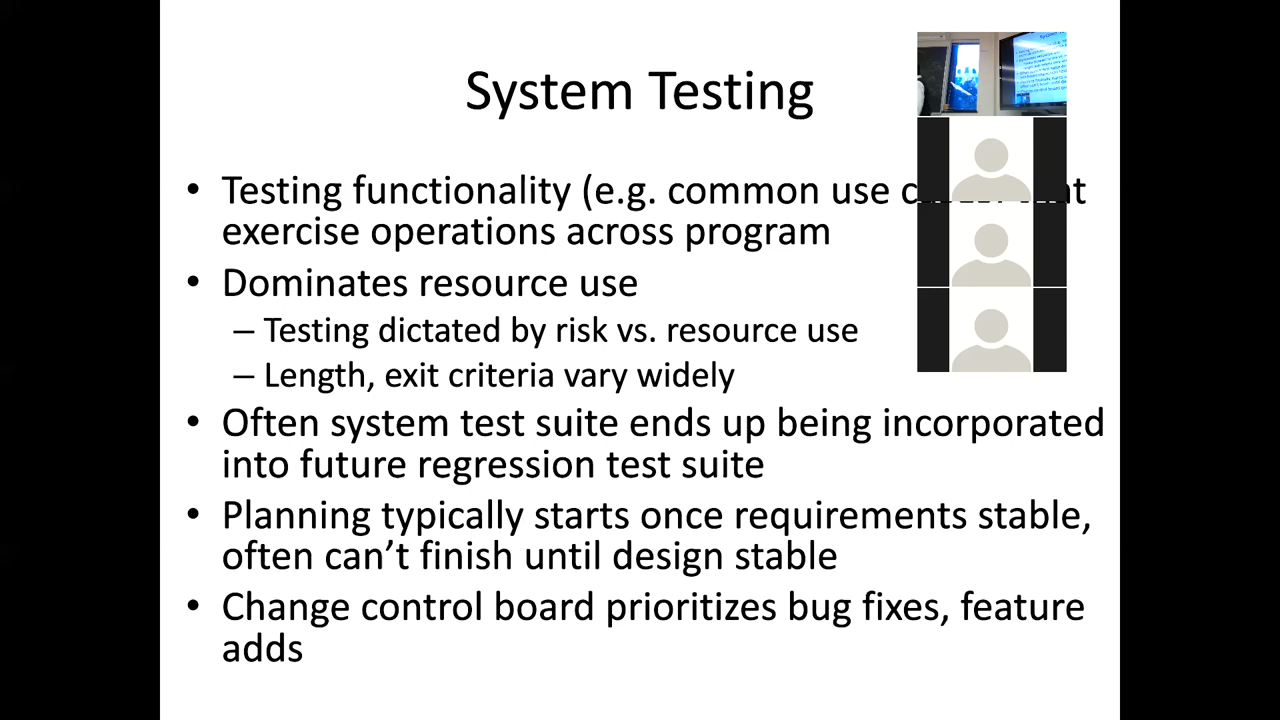 System Testing
• Testing functionality (e.g. common use
exercise operations across program
• Dominates resource use
– Testing dictated by risk vs. resource use
– Length, exit criteria vary widely
• Often system test suite ends up being incorporated
into future regression test suite
• Planning typically starts once requirements stable,
often can’t finish until design stable
• Change control board prioritizes bug fixes, feature
adds